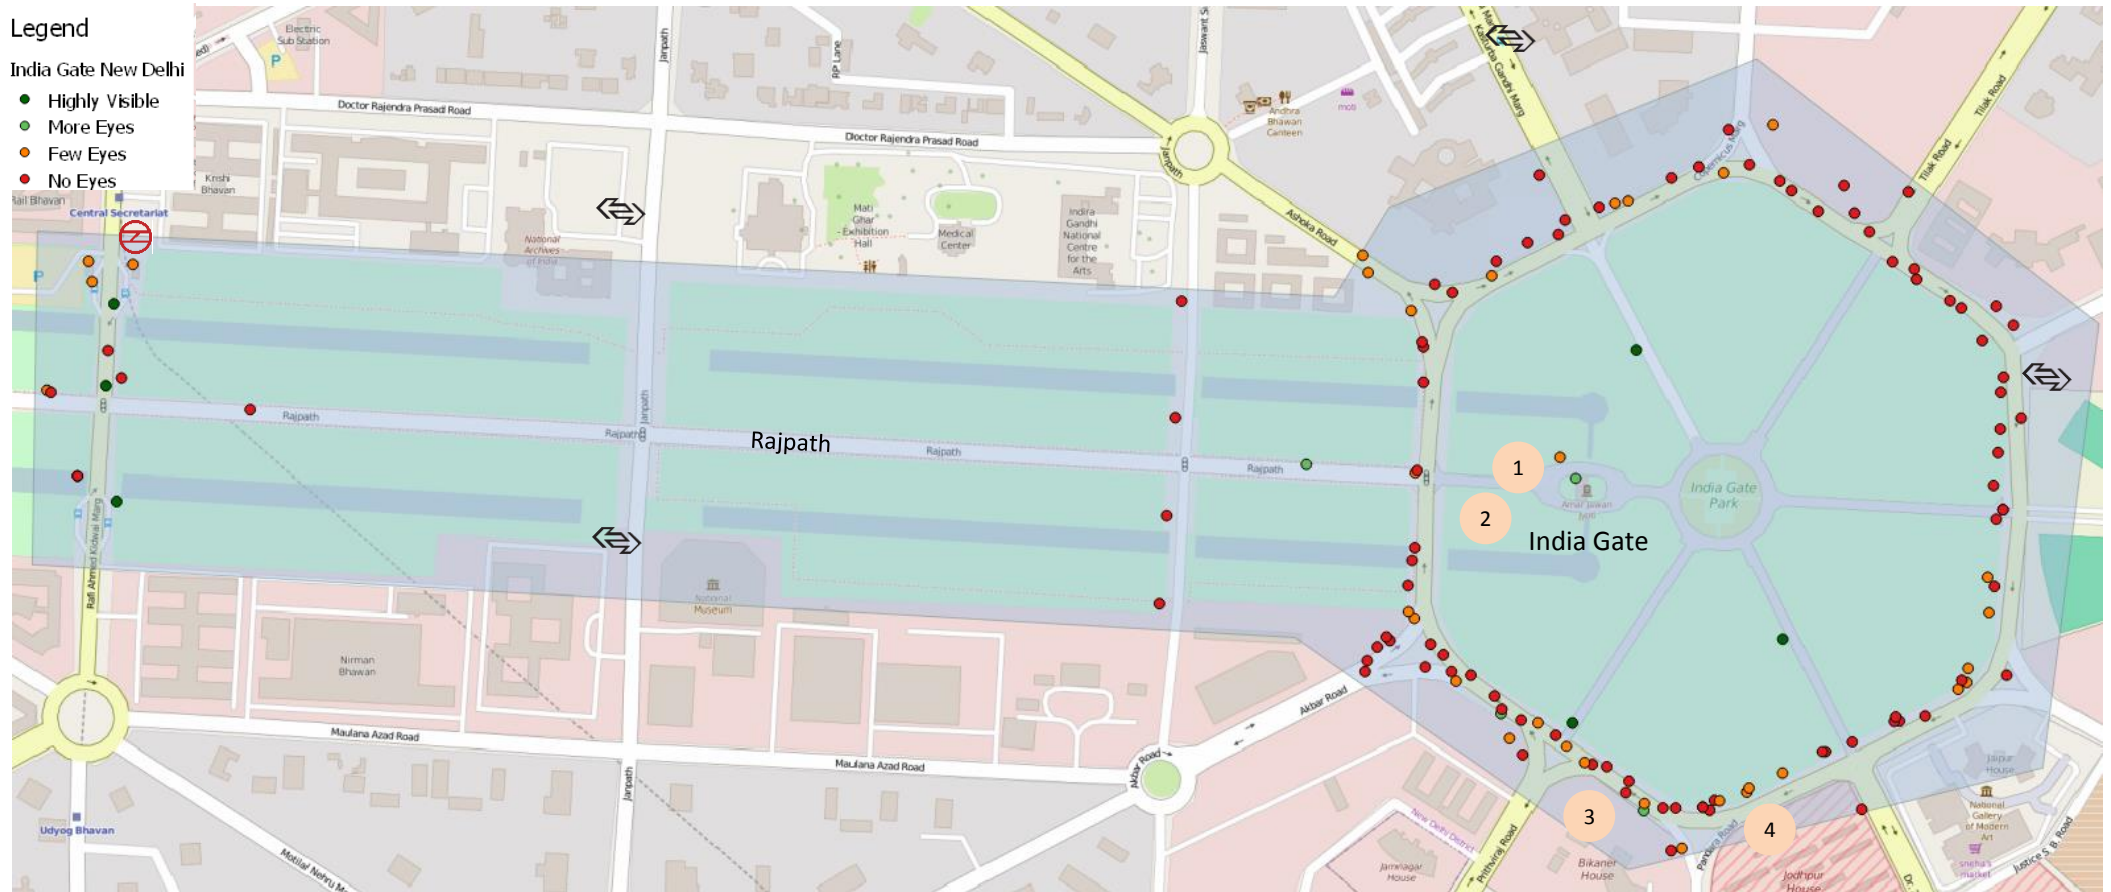 Legend
India Gate New Delhi
Highly Visible
More Eyes
Few Eyes
No Eyes
Electric
Sub Station
P
Janpath
RP Lane
Jaswant S
Kasturba Gandhi Marg
Tilak Road
Doctor Rajendra Prasad Road
Doctor Rajendra Prasad Road
Andhra
Bhawan
Canteen
moti
Janpath
Copernicus Marg
Tilak Road
Krishi
Bhavan
Rail Bhavan
Central Secretariat
P
National
Archives
of India
Mati
Ghar
- Exhibition
Hall
Medical
Center
Indira
Gandhi
National
Centre
for the
Arts
Ashoka Road
Janpath
Rajpath
Rajpath
Rajpath
Rajpath
Rajpath
1
2
India Gate
Park
Amar Jawan
Jyoti
India Gate
Rafi Ahmed Kidwai Marg
National
Museum
Nirman
Bhawan
Akbar Road
Maulana Azad Road
Maulana Azad Road
Akbar Road
Janpath
Udyog Bhavan
Motilal Nehru M
3
4
New Delhi District
Prithviraj Road
Pandara Road
Jamnagar
House
Bikaner
House
Jodhpur
House
Dr.
Jaipur
House
National
Gallery
of Modern
Art
sneha's
market
Justice S. B. Road